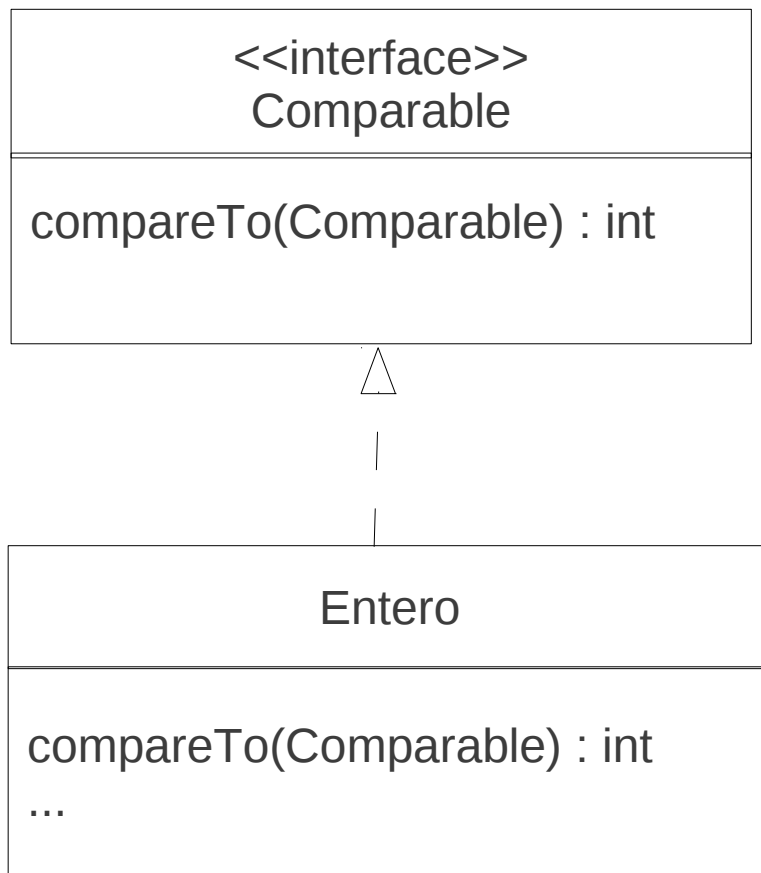 <<interface>>
Comparable
compareTo(Comparable) : int
Entero
compareTo(Comparable) : int
...